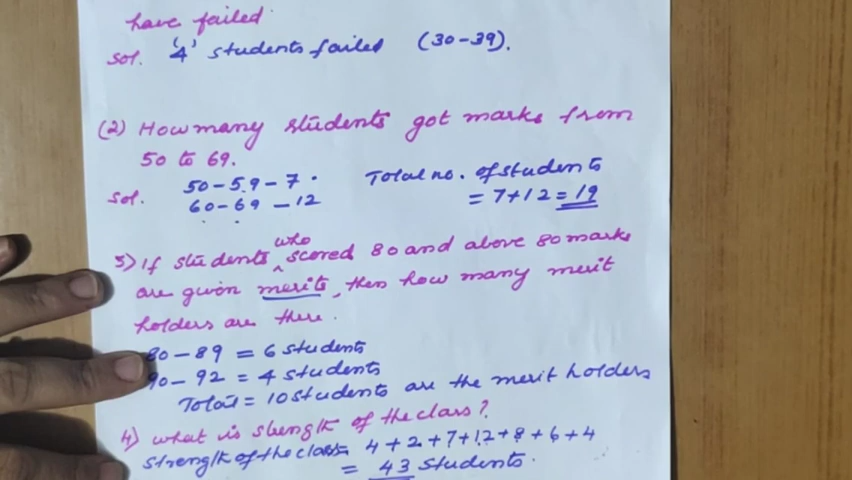 have failed.
sol. '4' students failed (30-39).
(2) How many students got marks from
50 to 69.
sol. 50-59-7. Total no. of students
60-69-12 = 7+12 = 19
3) If students who scored 80 and above 80 marks
are given merits, then how many merit
holders are there.
80-89 = 6 students
90-92 = 4 students
Total = 10 students are the merit holders
4) what is strength of the class?
strength of the class = 4+2+7+12+8+6+4
= 43 students.